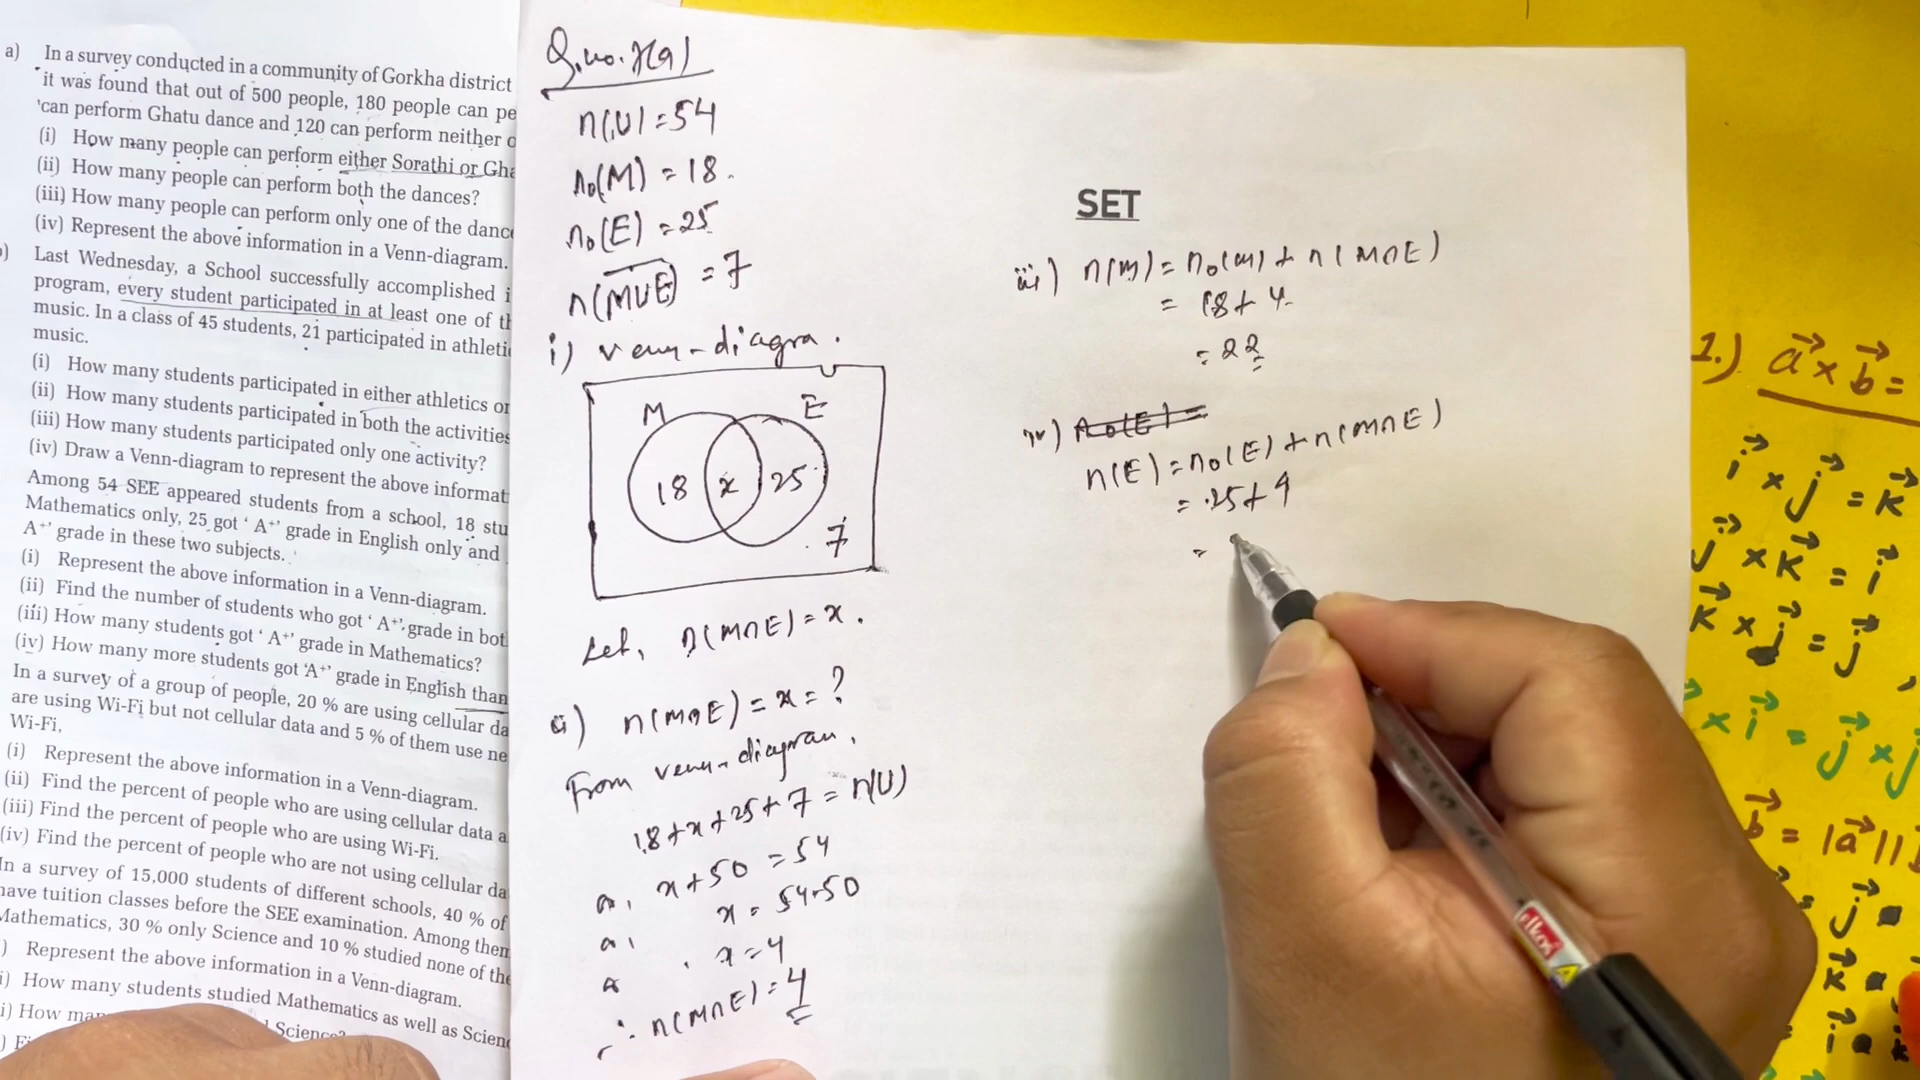 a) In a survey conducted in a community of Gorkha district
it was found that out of 500 people, 180 people can pe
can perform Ghatu dance and 120 can perform neither o
(i) How many people can perform either Sorathi or Gha
(ii) How many people can perform both the dances?
(iii) How many people can perform only one of the danc
(iv) Represent the above information in a Venn-diagram.
) Last Wednesday, a School successfully accomplished i
program, every student participated in at least one of th
music. In a class of 45 students, 21 participated in athleti
music.
(i) How many students participated in either athletics or
(ii) How many students participated in both the activities
(iii) How many students participated only one activity?
(iv) Draw a Venn-diagram to represent the above informat
Among 54 SEE appeared students from a school, 18 stu
Mathematics only, 25 got ' A+' grade in English only and
A+' grade in these two subjects.
(i) Represent the above information in a Venn-diagram.
(ii) Find the number of students who got ' A+' grade in bot
(iii) How many students got ' A+' grade in Mathematics?
(iv) How many more students got 'A+' grade in English than
In a survey of a group of people, 20 % are using cellular da
are using Wi-Fi but not cellular data and 5 % of them use ne
Wi-Fi,
(i) Represent the above information in a Venn-diagram.
(ii) Find the percent of people who are using cellular data a
(iii) Find the percent of people who are using Wi-Fi.
(iv) Find the percent of people who are not using cellular da
In a survey of 15,000 students of different schools, 40 % of
have tuition classes before the SEE examination. Among them
Mathematics, 30 % only Science and 10 % studied none of the
) Represent the above information in a Venn-diagram.
i) How many students studied Mathematics as well as Scien
i) How man
Science?
Q.no.
n(U) = 54
n₀(M) = 18.
n₀(E) = 25
n(M̅U̅E̅) = 7
i) venn-diagra.
U
M E
18 x 25
7
Let, n(M∩E) = x.
ii) n(M∩E) = x = ?
From venn-diagram,
18+x+25+7 = n(U)
x+50 = 54
x = 54-50
x = 4
∴ n(M∩E) = 4
SET
iii) n(M) = n₀(M) + n(M∩E)
= 18 + 4
= 22
iv) n₀(E) =
n(E) = n₀(E) + n(M∩E)
= 25 + 4
=
1.) a⃗ × b⃗ =
i⃗ × j⃗ = k⃗
j⃗ × k⃗ = i⃗
k⃗ × j⃗ = j⃗,
× i⃗ = j⃗ × j
b⃗ = |a⃗||